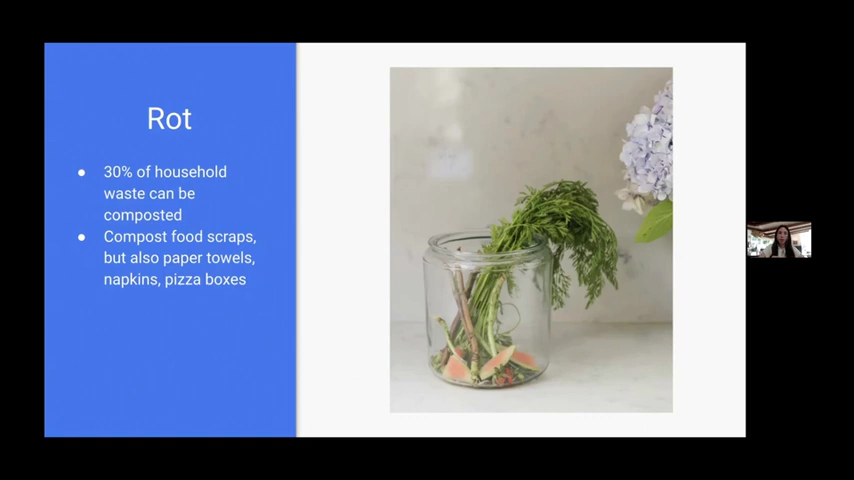 Rot
● 30% of household
waste can be
composted
● Compost food scraps,
but also paper towels,
napkins, pizza boxes